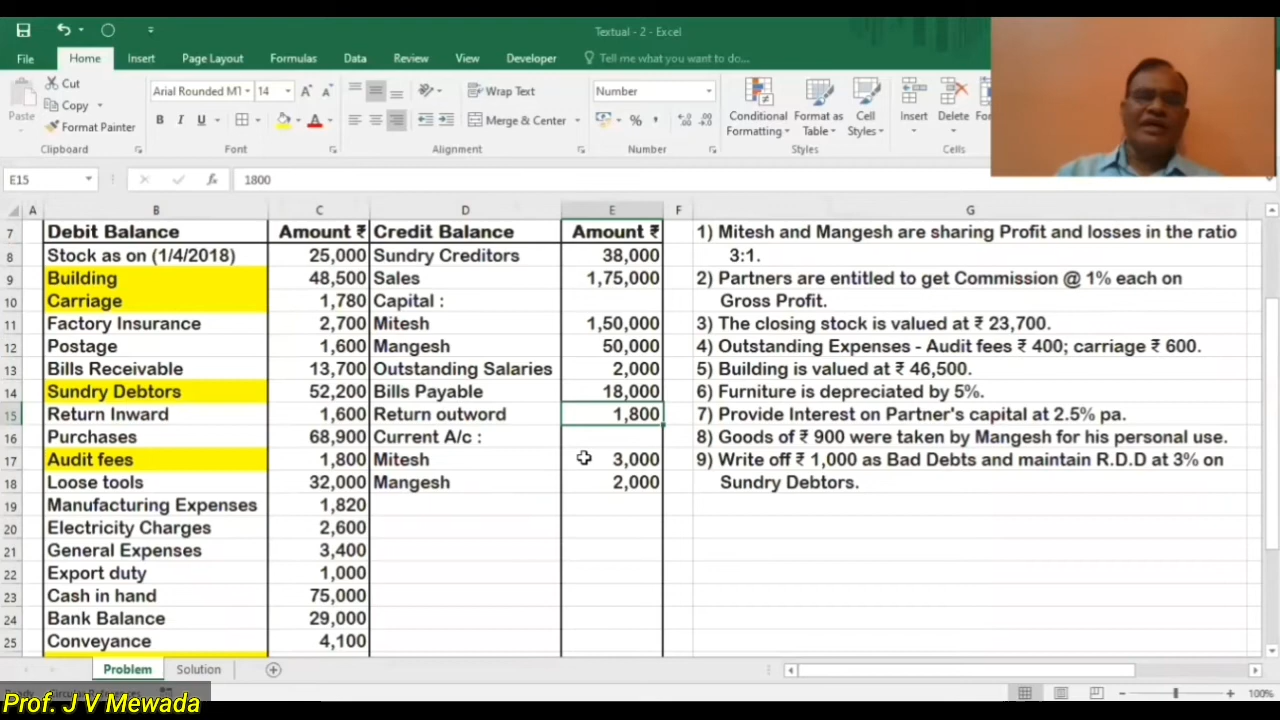 Textual - 2 - Excel
File Home Insert Page Layout Formulas Data Review View Developer Tell me what you want to do...
Paste Cut Copy Format Painter Clipboard
Arial Rounded MT 14 A A B I U A Font
Wrap Text Merge & Center Alignment
Number % , Number
Conditional Formatting Format as Table Cell Styles Styles
Insert Delete Cells
E15 fx 1800
A B C D E F G
7 Debit Balance Amount ₹ Credit Balance Amount ₹ 1) Mitesh and Mangesh are sharing Profit and losses in the ratio
8 Stock as on (1/4/2018) 25,000 Sundry Creditors 38,000 3:1.
9 Building 48,500 Sales 1,75,000 2) Partners are entitled to get Commission @ 1% each on
10 Carriage 1,780 Capital : Gross Profit.
11 Factory Insurance 2,700 Mitesh 1,50,000 3) The closing stock is valued at ₹ 23,700.
12 Postage 1,600 Mangesh 50,000 4) Outstanding Expenses - Audit fees ₹ 400; carriage ₹ 600.
13 Bills Receivable 13,700 Outstanding Salaries 2,000 5) Building is valued at ₹ 46,500.
14 Sundry Debtors 52,200 Bills Payable 18,000 6) Furniture is depreciated by 5%.
15 Return Inward 1,600 Return outword 1,800 7) Provide Interest on Partner's capital at 2.5% pa.
16 Purchases 68,900 Current A/c : 8) Goods of ₹ 900 were taken by Mangesh for his personal use.
17 Audit fees 1,800 Mitesh 3,000 9) Write off ₹ 1,000 as Bad Debts and maintain R.D.D at 3% on
18 Loose tools 32,000 Mangesh 2,000 Sundry Debtors.
19 Manufacturing Expenses 1,820
20 Electricity Charges 2,600
21 General Expenses 3,400
22 Export duty 1,000
23 Cash in hand 75,000
24 Bank Balance 29,000
25 Conveyance 4,100
Problem Solution
100%
Prof. J V Mewada